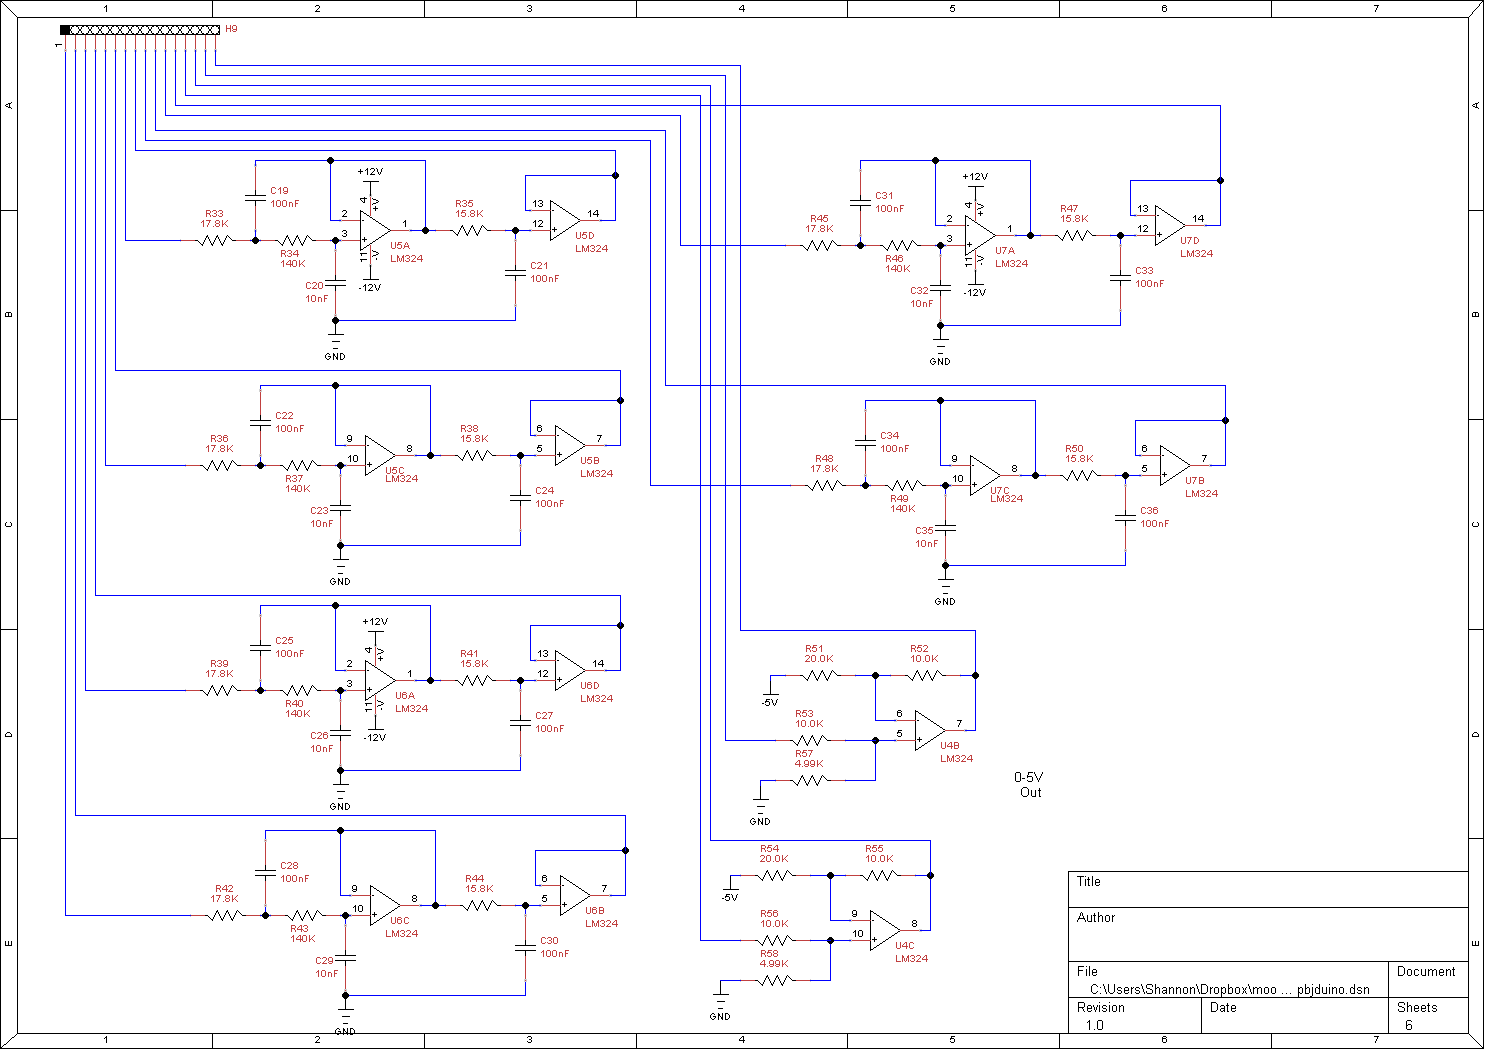 1 2 3 4 5 6 7
H9
1
A A
B B
C C
D D
E E
+12V
C19
100nF
R33
17.8K
R34
140K
2
3
4
+V
11
-V
1
U5A
LM324
-12V
C20
10nF
R35
15.8K
13
12
14
U5D
LM324
C21
100nF
GND
+12V
C31
100nF
R45
17.8K
R46
140K
2
3
4
+V
11
-V
1
U7A
LM324
-12V
C32
10nF
R47
15.8K
13
12
14
U7D
LM324
C33
100nF
GND
C22
100nF
R36
17.8K
R37
140K
9
10
8
U5C
LM324
C23
10nF
R38
15.8K
6
5
7
U5B
LM324
C24
100nF
GND
C34
100nF
R48
17.8K
R49
140K
9
10
8
U7C
LM324
C35
10nF
R50
15.8K
6
5
7
U7B
LM324
C36
100nF
GND
+12V
C25
100nF
R39
17.8K
R40
140K
2
3
4
+V
11
-V
1
U6A
LM324
-12V
C26
10nF
R41
15.8K
13
12
14
U6D
LM324
C27
100nF
GND
R51
20.0K
R52
10.0K
-5V
R53
10.0K
R57
4.99K
6
5
7
U4B
LM324
GND
0-5V
Out
C28
100nF
R42
17.8K
R43
140K
9
10
8
U6C
LM324
C29
10nF
R44
15.8K
6
5
7
U6B
LM324
C30
100nF
GND
R54
20.0K
R55
10.0K
-5V
R56
10.0K
R58
4.99K
9
10
8
U4C
LM324
GND
Title
Author
File Document
C:\Users\Shannon\Dropbox\moo ... pbjduino.dsn
Revision Date Sheets
1.0 6
1 2 3 4 5 6 7